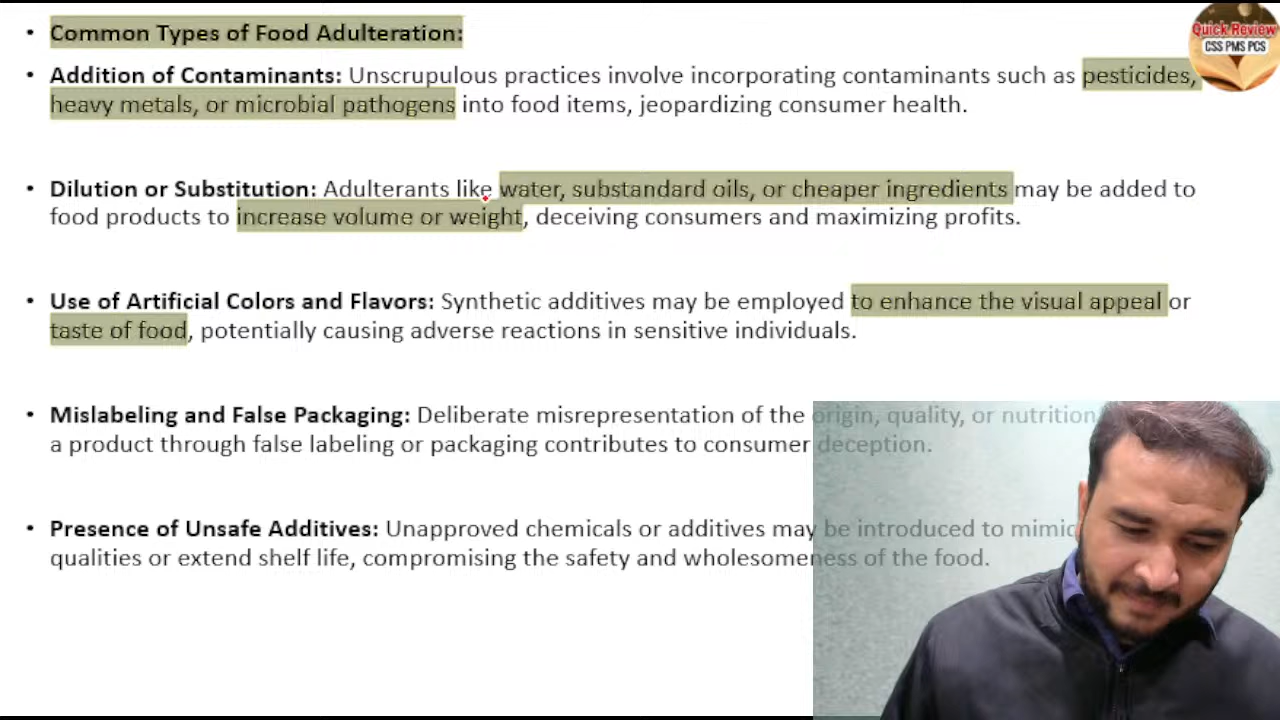 • Common Types of Food Adulteration:
• Addition of Contaminants: Unscrupulous practices involve incorporating contaminants such as pesticides,
heavy metals, or microbial pathogens into food items, jeopardizing consumer health.
• Dilution or Substitution: Adulterants like water, substandard oils, or cheaper ingredients may be added to
food products to increase volume or weight, deceiving consumers and maximizing profits.
• Use of Artificial Colors and Flavors: Synthetic additives may be employed to enhance the visual appeal or
taste of food, potentially causing adverse reactions in sensitive individuals.
• Mislabeling and False Packaging: Deliberate misrepresentation of the origin, quality, or nutrition
a product through false labeling or packaging contributes to consumer deception.
• Presence of Unsafe Additives: Unapproved chemicals or additives may be introduced to mimic
qualities or extend shelf life, compromising the safety and wholesomeness of the food.
Quick Review
CSS PMS PCS